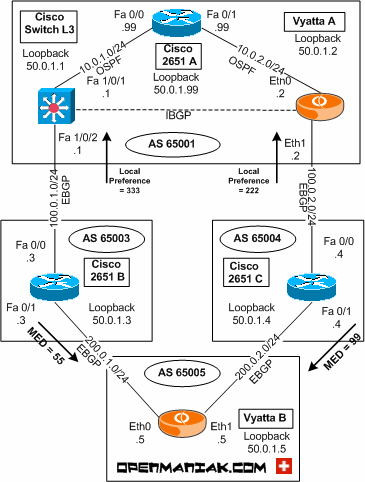 Cisco
Switch L3
Loopback
50.0.1.1
Fa 0/0
.99
Fa 0/1
.99
Cisco
2651 A
Loopback
50.0.1.99
Vyatta A
Loopback
50.0.1.2
10.0.1.0/24
OSPF
10.0.2.0/24
OSPF
Fa 1/0/1
.1
Eth0
.2
IBGP
Fa 1/0/2
.1
AS 65001
Eth1
.2
Local
Preference
= 333
Local
Preference
= 222
100.0.1.0/24
EBGP
100.0.2.0/24
EBGP
AS 65003
Fa 0/0
.3
Cisco
2651 B
Loopback
50.0.1.3
Fa 0/1
.3
AS 65004
Cisco
2651 C
Fa 0/0
.4
Loopback
50.0.1.4
Fa 0/1
.4
MED = 55
200.0.1.0/24
EBGP
200.0.2.0/24
EBGP
MED = 99
AS 65005
Eth0
.5
Eth1
.5
Vyatta B
Loopback
50.0.1.5
OPENMANIAK.COM